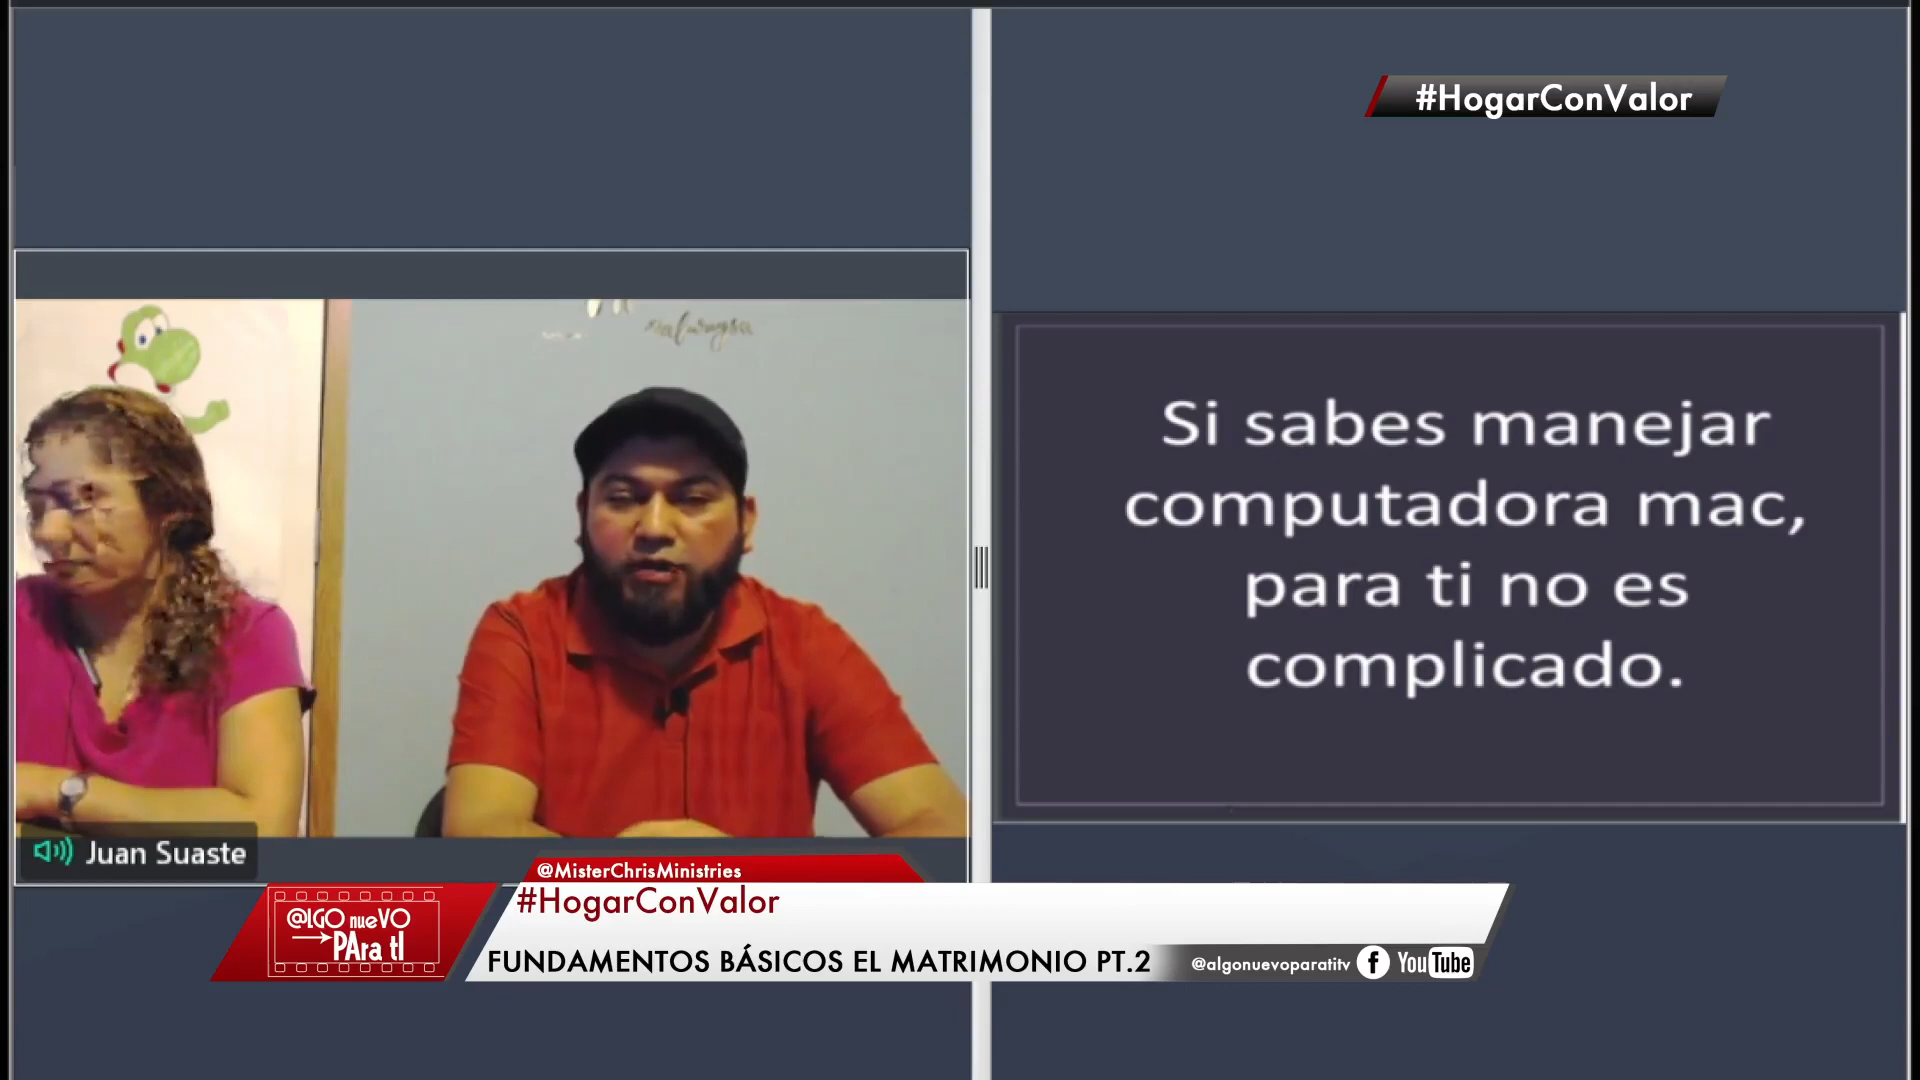 #HogarConValor
always
Si sabes manejar
computadora mac,
para ti no es
complicado.
Juan Suaste
@MisterChrisMinistries
#HogarConValor
@LGO nueVO
PAra tI
FUNDAMENTOS BÁSICOS EL MATRIMONIO PT.2
@algonuevoparatitv f YouTube